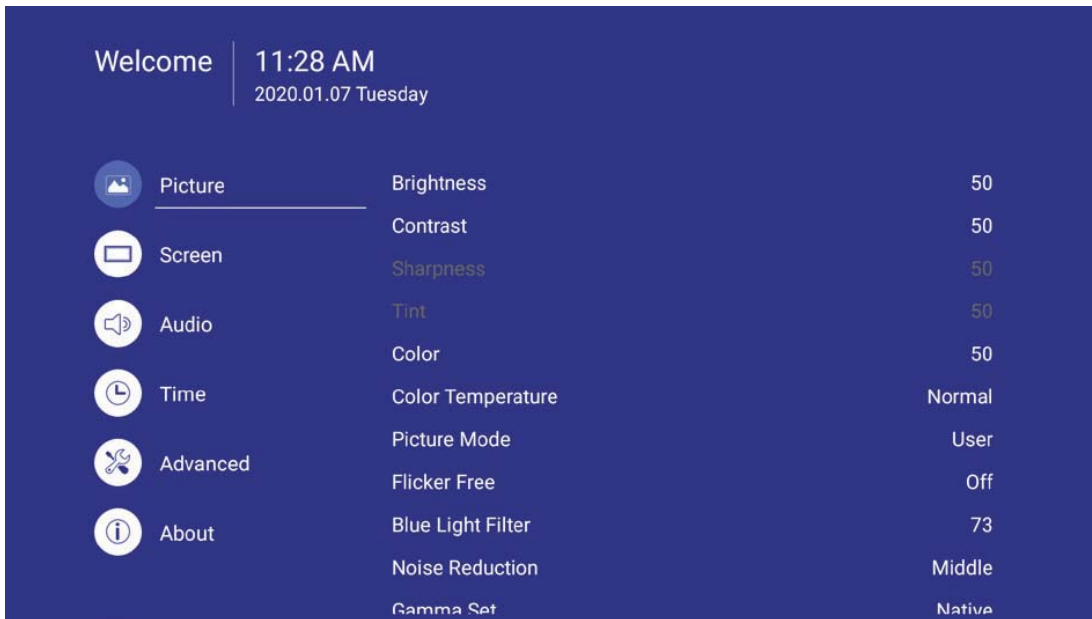 Welcome
11:28 AM
2020.01.07 Tuesday
Picture
Screen
Audio
Time
Advanced
About
Brightness 50
Contrast 50
Sharpness 50
Tint 50
Color 50
Color Temperature Normal
Picture Mode User
Flicker Free Off
Blue Light Filter 73
Noise Reduction Middle
Gamma Set Native